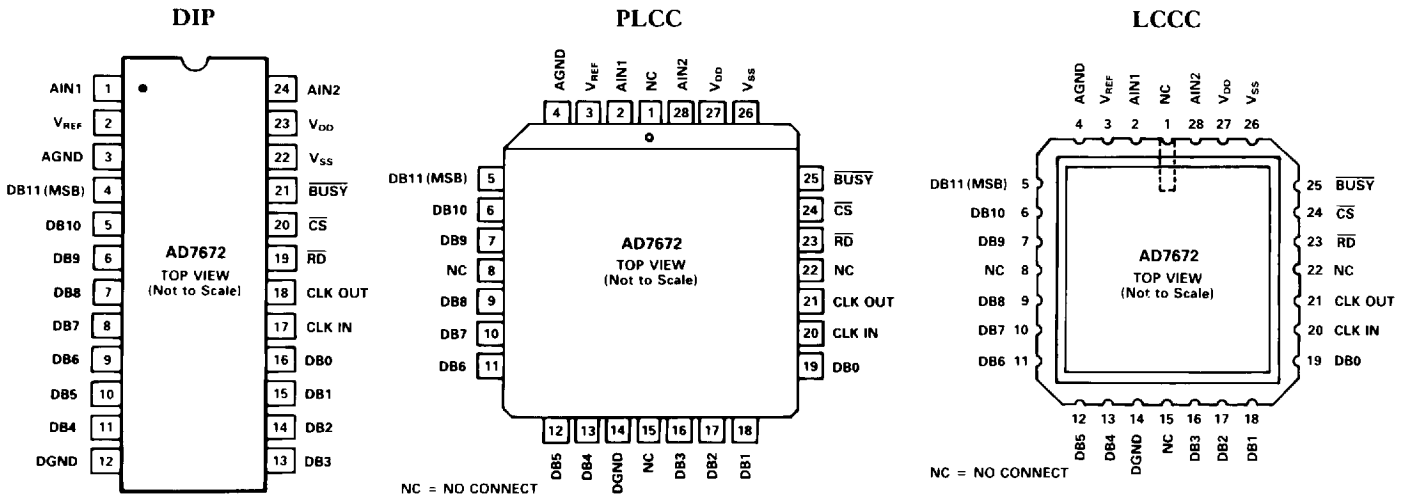 DIP
AIN1 1
VREF 2
AGND 3
DB11 (MSB) 4
DB10 5
DB9 6
DB8 7
DB7 8
DB6 9
DB5 10
DB4 11
DGND 12
AD7672
TOP VIEW
(Not to Scale)
24 AIN2
23 VDD
22 VSS
21 BUSY
20 CS
19 RD
18 CLK OUT
17 CLK IN
16 DB0
15 DB1
14 DB2
13 DB3
PLCC
AGND VREF AIN1 NC AIN2 VDD VSS
4 3 2 1 28 27 26
DB11 (MSB) 5
DB10 6
DB9 7
NC 8
DB8 9
DB7 10
DB6 11
AD7672
TOP VIEW
(Not to Scale)
25 BUSY
24 CS
23 RD
22 NC
21 CLK OUT
20 CLK IN
19 DB0
12 13 14 15 16 17 18
DB5 DB4 DGND NC DB3 DB2 DB1
NC = NO CONNECT
LCCC
AGND VREF AIN1 NC AIN2 VDD VSS
4 3 2 1 28 27 26
DB11 (MSB) 5
DB10 6
DB9 7
NC 8
DB8 9
DB7 10
DB6 11
AD7672
TOP VIEW
(Not to Scale)
25 BUSY
24 CS
23 RD
22 NC
21 CLK OUT
20 CLK IN
19 DB0
12 13 14 15 16 17 18
DB5 DB4 DGND NC DB3 DB2 DB1
NC = NO CONNECT